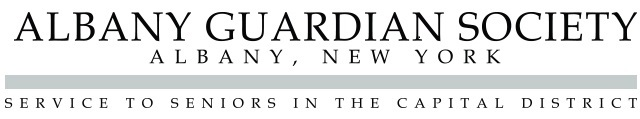 ALBANY GUARDIAN SOCIETY
ALBANY, NEW YORK
SERVICE TO SENIORS IN THE CAPITAL DISTRICT